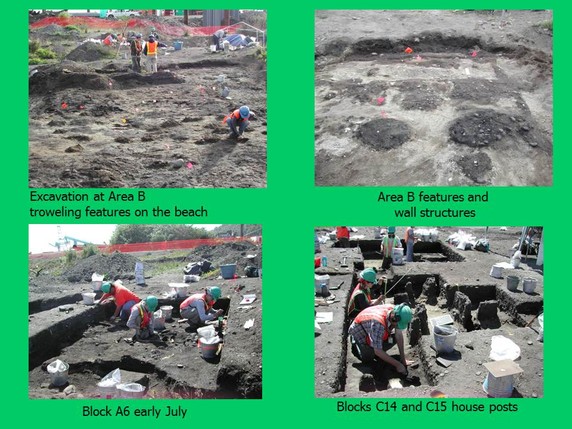 Excavation at Area B
troweling features on the beach
Area B features and
wall structures
Block A6 early July
Blocks C14 and C15 house posts